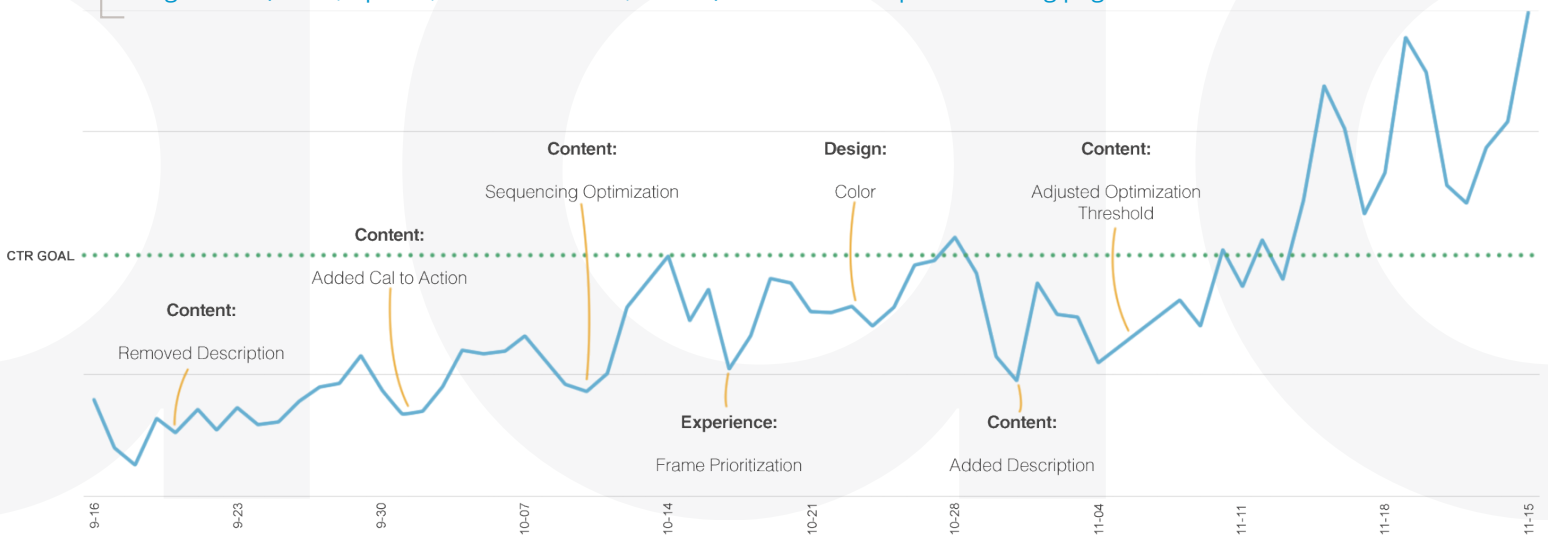 Content:
Sequencing Optimization
Design:
Color
Content:
Adjusted Optimization
Threshold
Content:
Added Cal to Action
CTR GOAL
Content:
Removed Description
Experience:
Frame Prioritization
Content:
Added Description
9-16
9-23
9-30
10-07
10-14
10-21
10-28
11-04
11-11
11-18
11-15